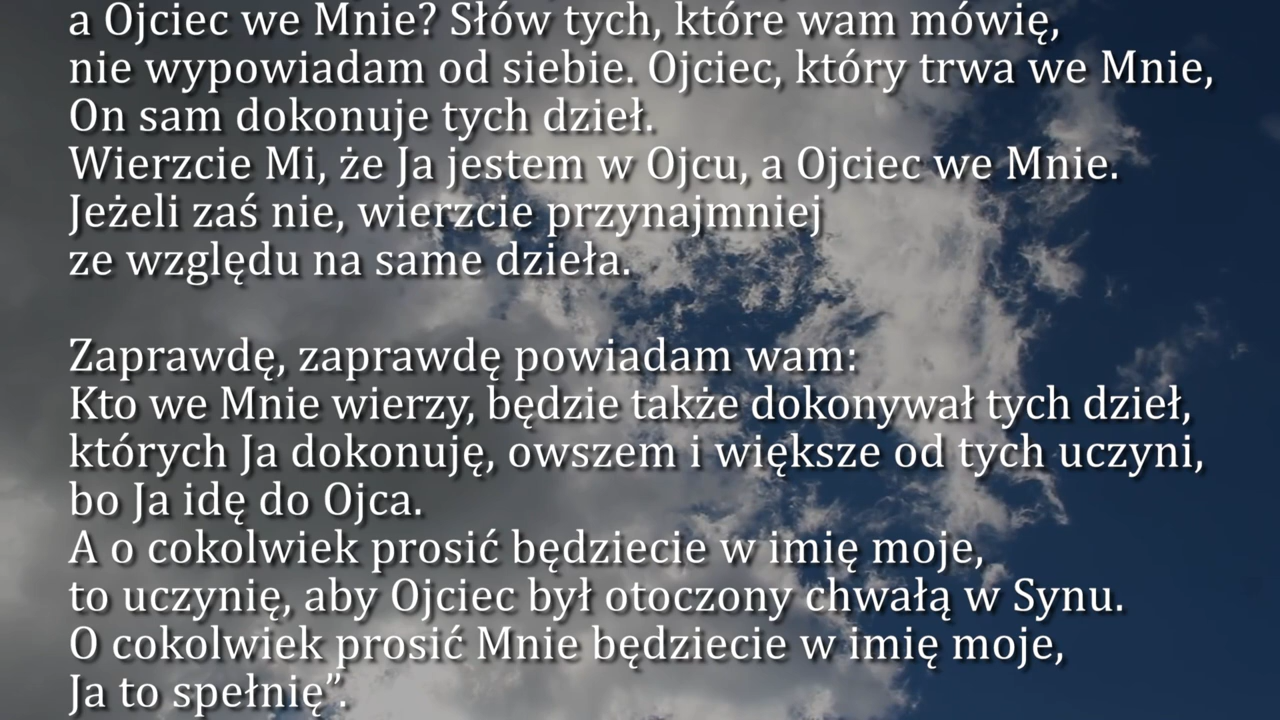 a Ojciec we Mnie? Słów tych, które wam mówię,
nie wypowiadam od siebie. Ojciec, który trwa we Mnie,
On sam dokonuje tych dzieł.
Wierzcie Mi, że Ja jestem w Ojcu, a Ojciec we Mnie.
Jeżeli zaś nie, wierzcie przynajmniej
ze względu na same dzieła.
Zaprawdę, zaprawdę powiadam wam:
Kto we Mnie wierzy, będzie także dokonywał tych dzieł,
których Ja dokonuję, owszem i większe od tych uczyni,
bo Ja idę do Ojca.
A o cokolwiek prosić będziecie w imię moje,
to uczynię, aby Ojciec był otoczony chwałą w Synu.
O cokolwiek prosić Mnie będziecie w imię moje,
Ja to spełnię”.